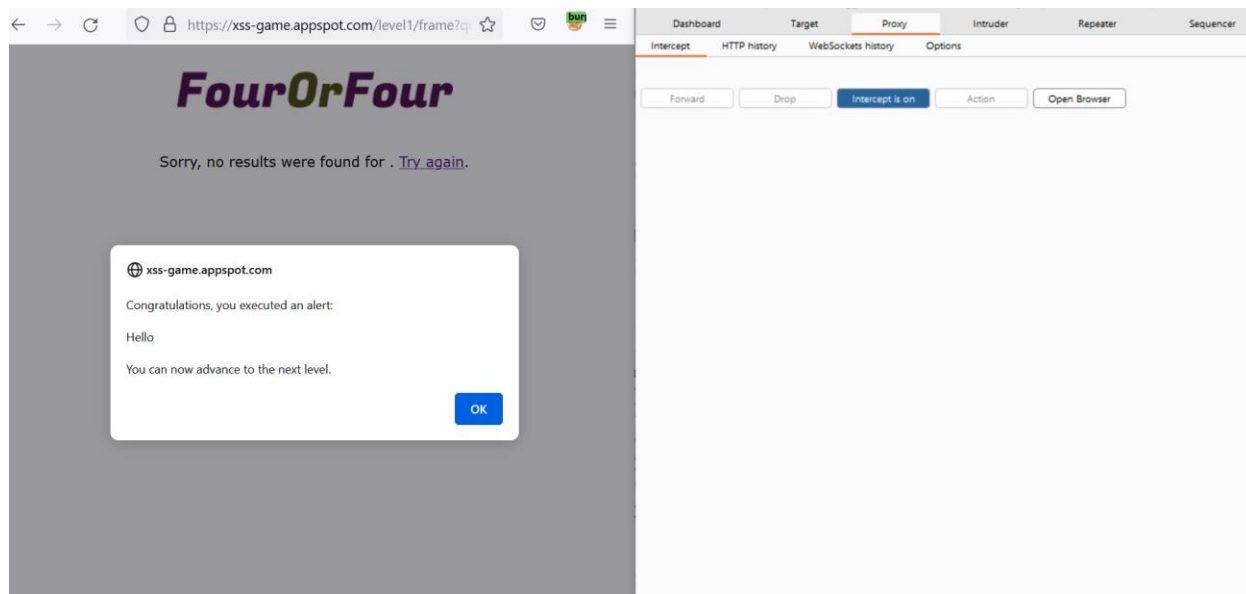 https://xss-game.appspot.com/level1/frame?q
bun
FourOrFour
Sorry, no results were found for . Try again.
xss-game.appspot.com
Congratulations, you executed an alert:
Hello
You can now advance to the next level.
OK
Dashboard Target Proxy Intruder Repeater Sequencer
Intercept HTTP history WebSockets history Options
Forward Drop Intercept is on Action Open Browser